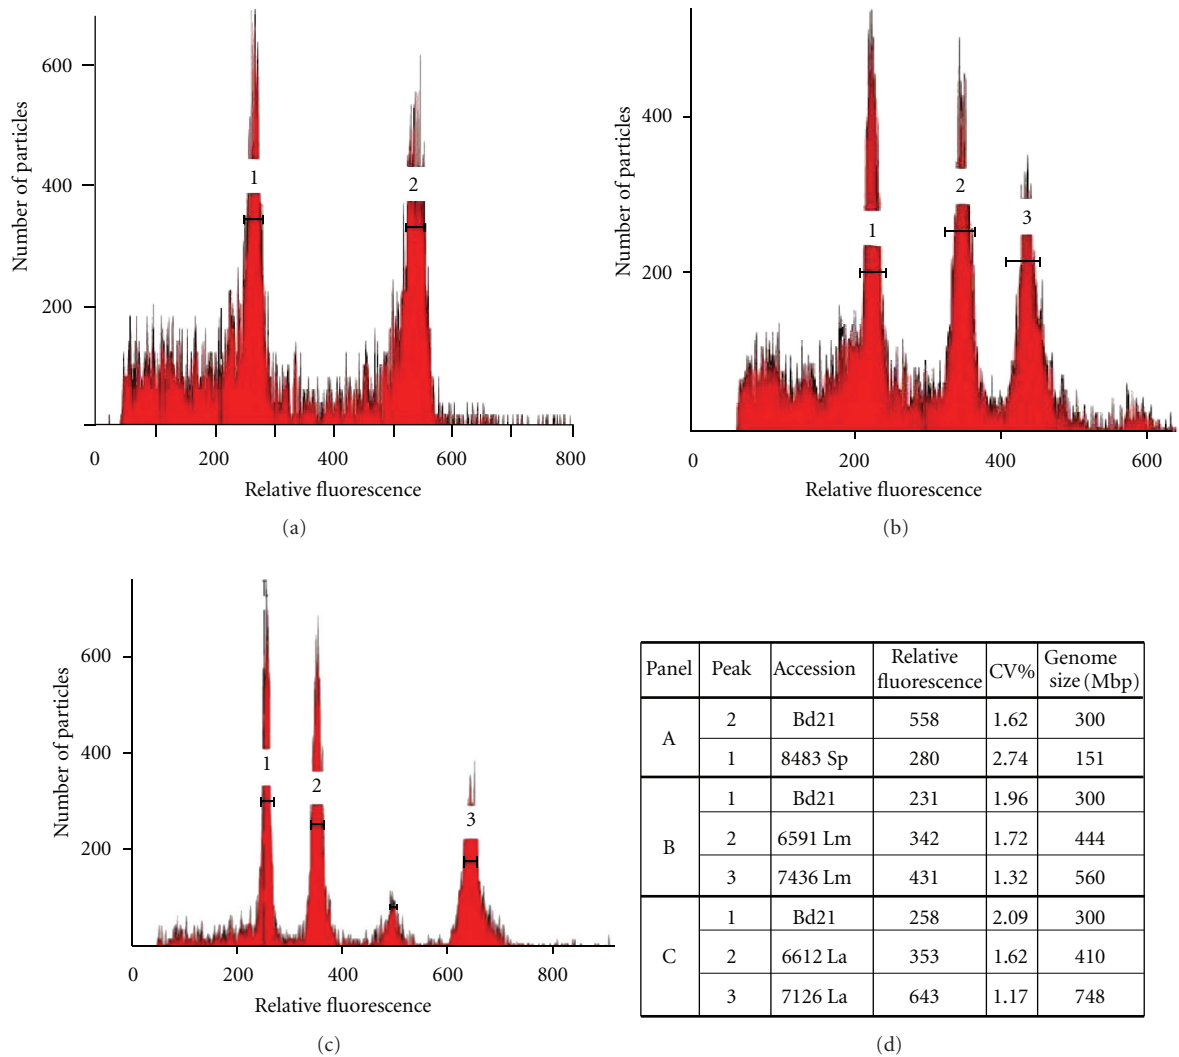 Number of particles
600
400
200
1
2
0 200 400 600 800
Relative fluorescence
(a)
Number of particles
400
200
1
2
3
0 200 400 600
Relative fluorescence
(b)
Number of particles
600
400
200
1
2
3
0 200 400 600 800
Relative fluorescence
(c)
Panel Peak Accession Relative fluorescence CV% Genome size (Mbp)
A 2 Bd21 558 1.62 300
1 8483 Sp 280 2.74 151
B 1 Bd21 231 1.96 300
2 6591 Lm 342 1.72 444
3 7436 Lm 431 1.32 560
C 1 Bd21 258 2.09 300
2 6612 La 353 1.62 410
3 7126 La 643 1.17 748
(d)